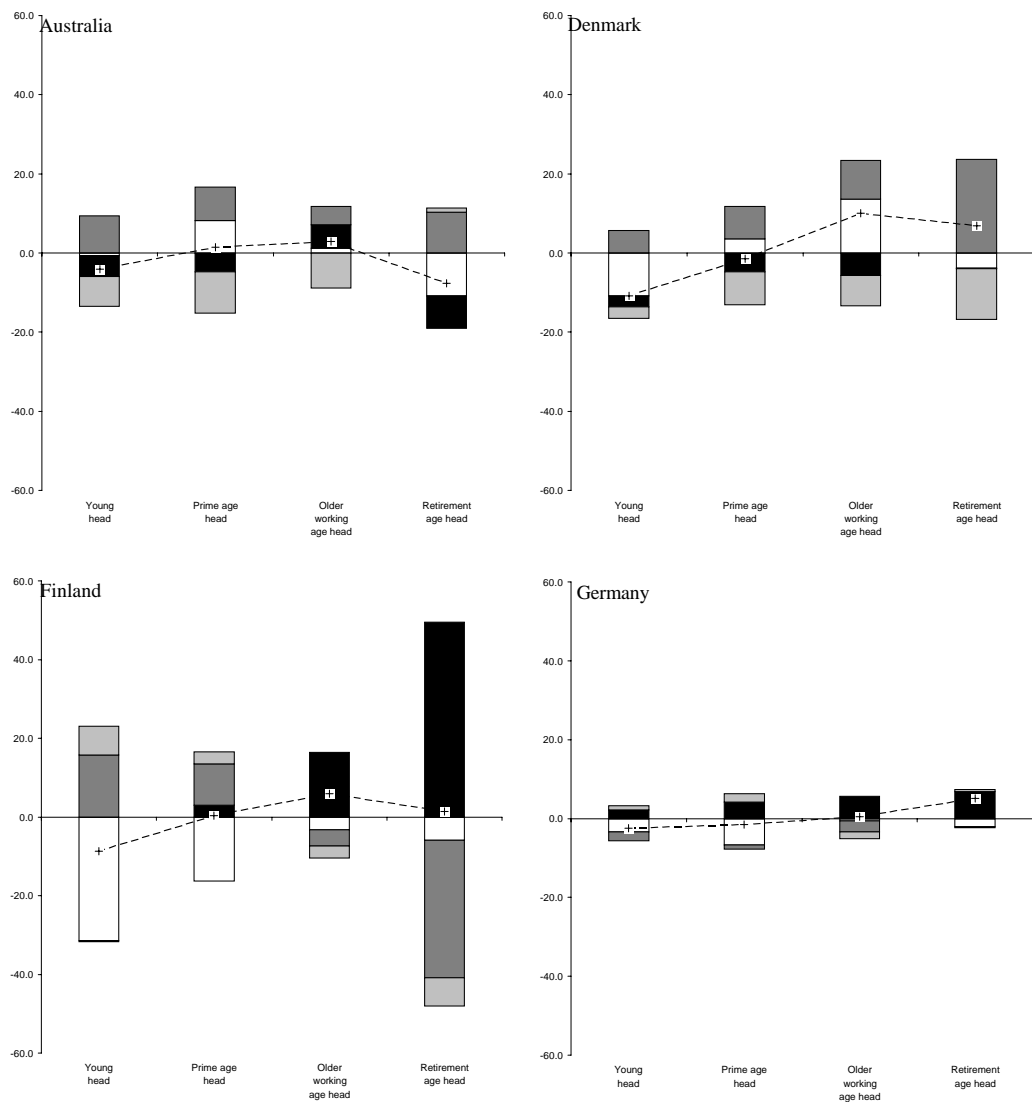 Australia
60.0
40.0
20.0
0.0
-20.0
-40.0
-60.0
Young
head
Prime age
head
Older
working
age head
Retirement
age head
Denmark
60.0
40.0
20.0
0.0
-20.0
-40.0
-60.0
Young
head
Prime age
head
Older
working
age head
Retirement
age head
Finland
60.0
40.0
20.0
0.0
-20.0
-40.0
-60.0
Young
head
Prime age
head
Older
working
age head
Retirement
age head
Germany
60.0
40.0
20.0
0.0
-20.0
-40.0
-60.0
Young
head
Prime age
head
Older
working
age head
Retirement
age head